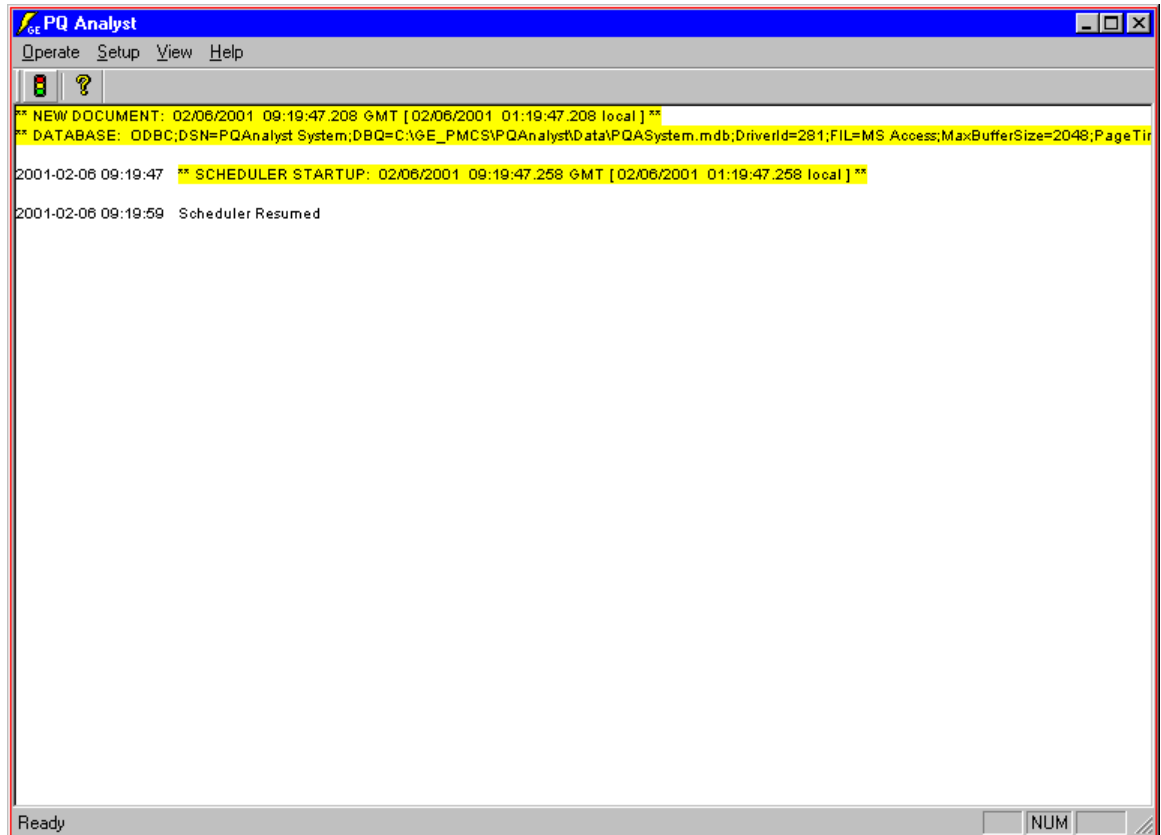 GE PQ Analyst
Operate Setup View Help
** NEW DOCUMENT: 02/06/2001 09:19:47.208 GMT [ 02/06/2001 01:19:47.208 local ] **
** DATABASE: ODBC;DSN=PQAnalyst System;DBQ=C:\GE_PMCS\PQAnalyst\Data\PQASystem.mdb;DriverId=281;FIL=MS Access;MaxBufferSize=2048;PageTir
2001-02-06 09:19:47 ** SCHEDULER STARTUP: 02/06/2001 09:19:47.258 GMT [ 02/06/2001 01:19:47.258 local ] **
2001-02-06 09:19:59 Scheduler Resumed
Ready NUM